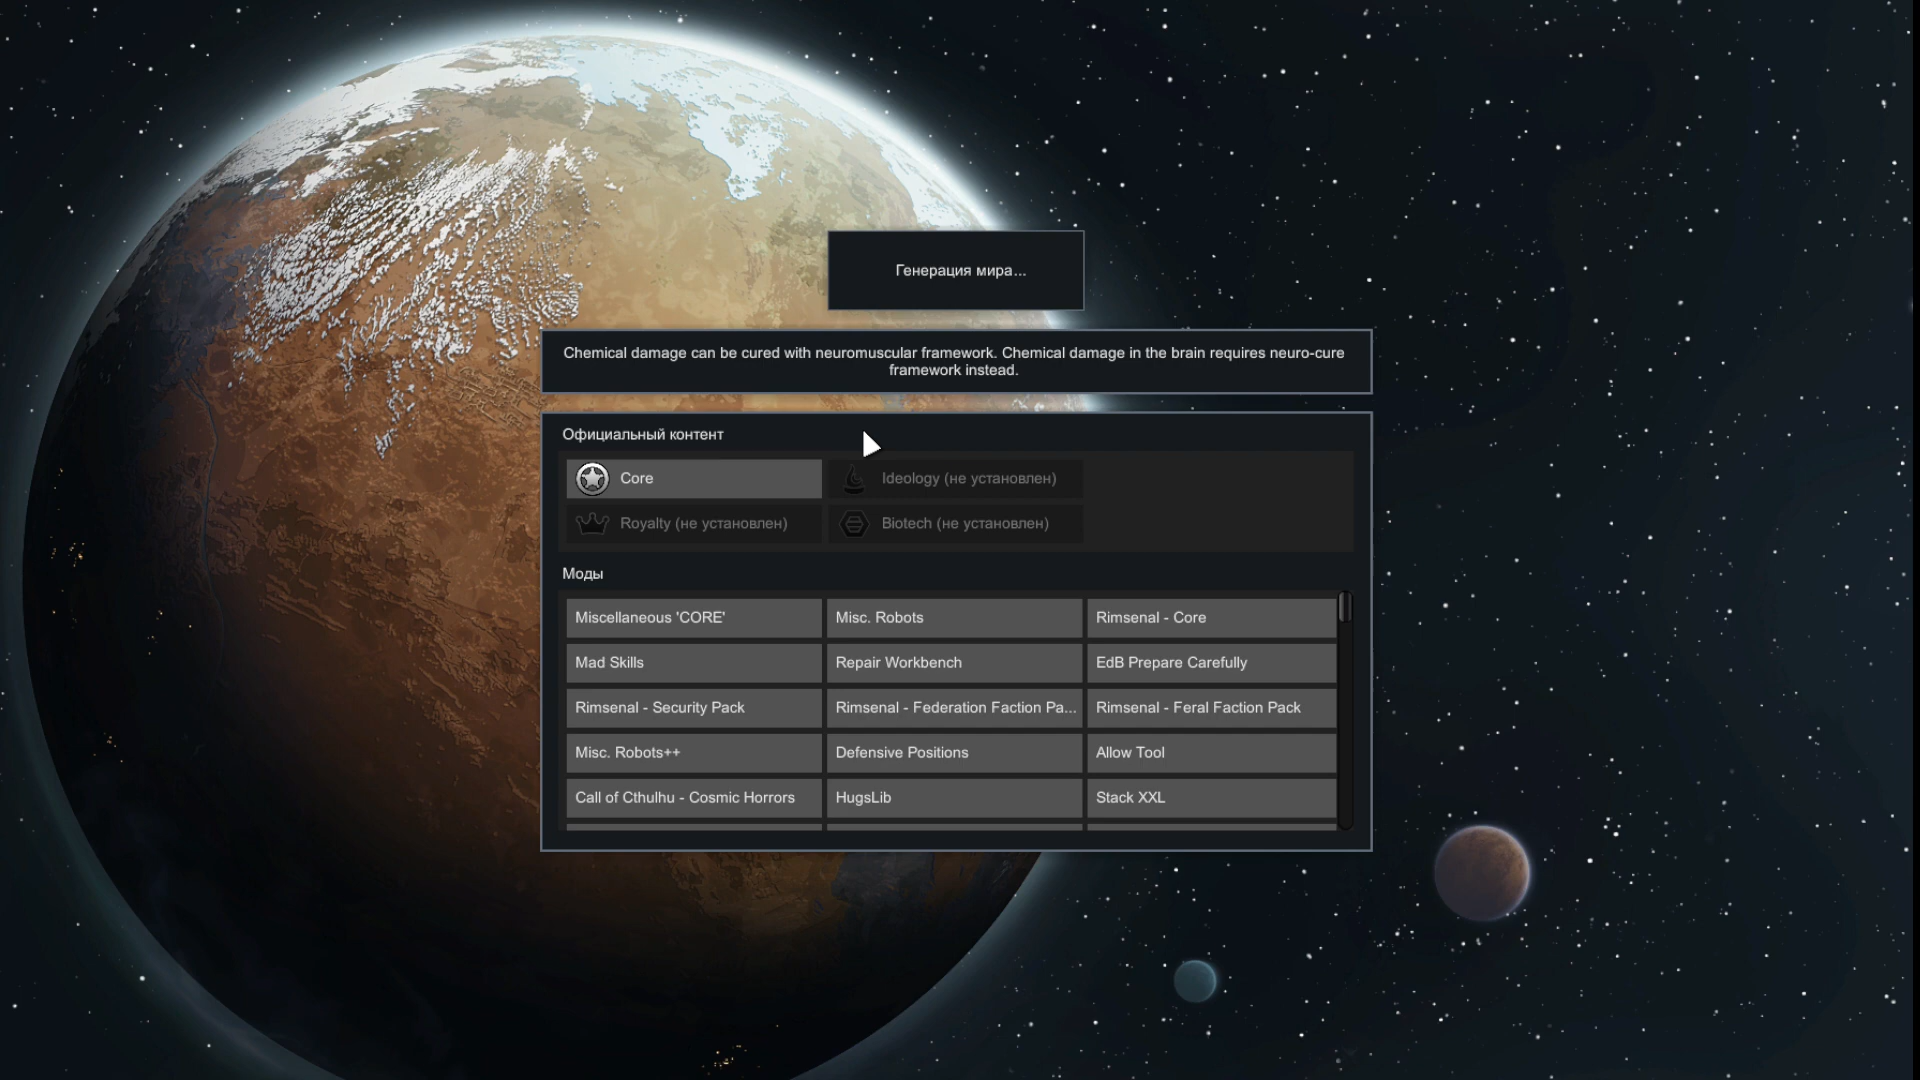 Генерация мира...
Chemical damage can be cured with neuromuscular framework. Chemical damage in the brain requires neuro-cure
framework instead.
Официальный контент
Core
Ideology (не установлен)
Royalty (не установлен)
Biotech (не установлен)
Моды
Miscellaneous 'CORE'
Misc. Robots
Rimsenal - Core
Mad Skills
Repair Workbench
EdB Prepare Carefully
Rimsenal - Security Pack
Rimsenal - Federation Faction Pa...
Rimsenal - Feral Faction Pack
Misc. Robots++
Defensive Positions
Allow Tool
Call of Cthulhu - Cosmic Horrors
HugsLib
Stack XXL